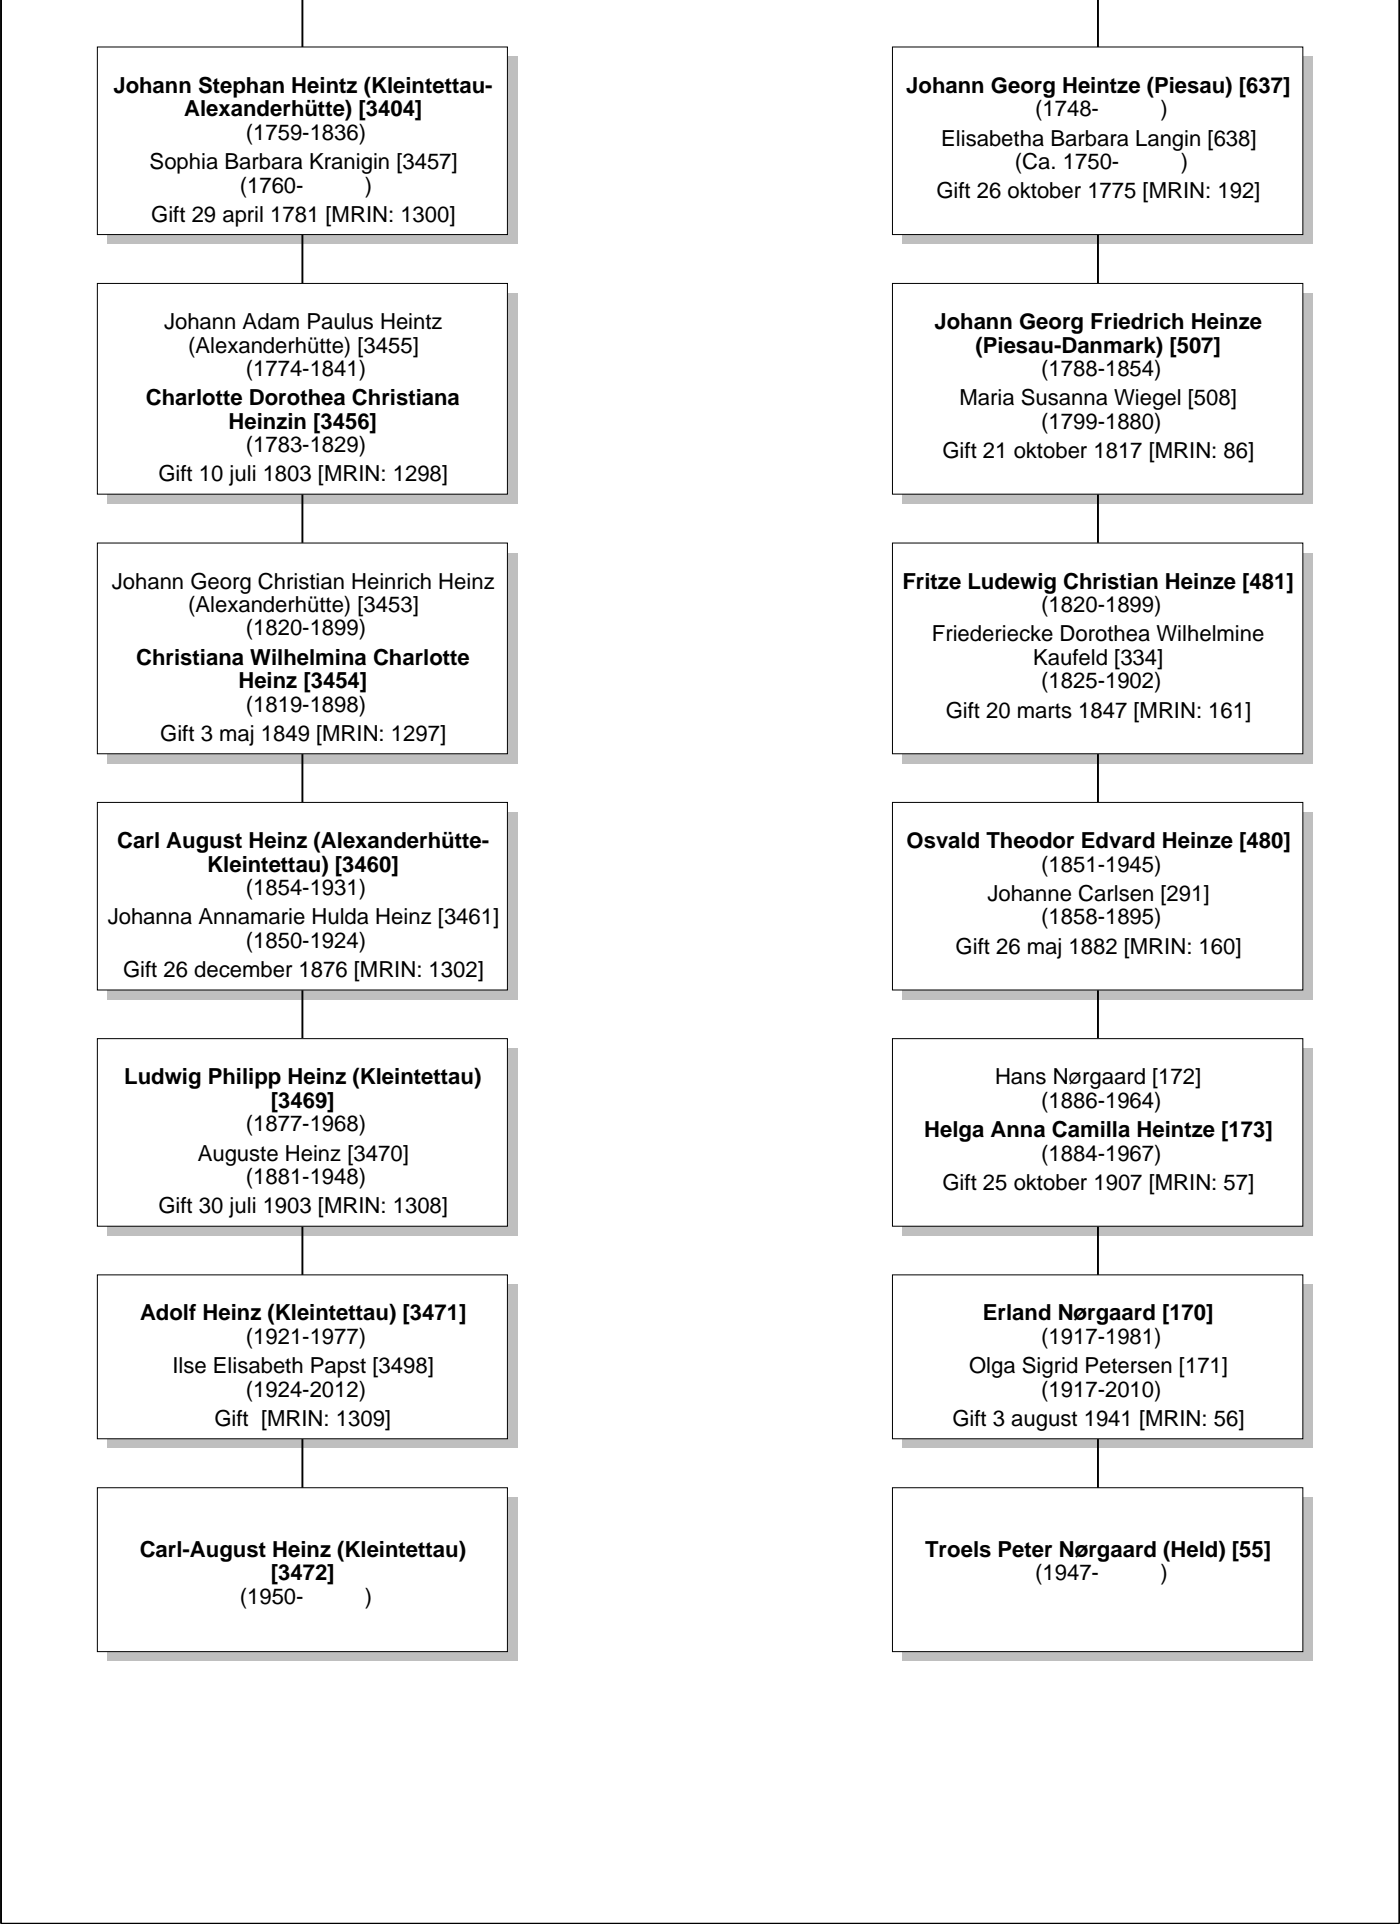 Johann Stephan Heintz (Kleintettau-
Alexanderhütte) [3404]
(1759-1836)
Sophia Barbara Kranigin [3457]
(1760- )
Gift 29 april 1781 [MRIN: 1300]
Johann Adam Paulus Heintz
(Alexanderhütte) [3455]
(1774-1841)
Charlotte Dorothea Christiana
Heinzin [3456]
(1783-1829)
Gift 10 juli 1803 [MRIN: 1298]
Johann Georg Christian Heinrich Heinz
(Alexanderhütte) [3453]
(1820-1899)
Christiana Wilhelmina Charlotte
Heinz [3454]
(1819-1898)
Gift 3 maj 1849 [MRIN: 1297]
Carl August Heinz (Alexanderhütte-
Kleintettau) [3460]
(1854-1931)
Johanna Annamarie Hulda Heinz [3461]
(1850-1924)
Gift 26 december 1876 [MRIN: 1302]
Ludwig Philipp Heinz (Kleintettau)
[3469]
(1877-1968)
Auguste Heinz [3470]
(1881-1948)
Gift 30 juli 1903 [MRIN: 1308]
Adolf Heinz (Kleintettau) [3471]
(1921-1977)
Ilse Elisabeth Papst [3498]
(1924-2012)
Gift [MRIN: 1309]
Carl-August Heinz (Kleintettau)
[3472]
(1950- )
Johann Georg Heintze (Piesau) [637]
(1748- )
Elisabetha Barbara Langin [638]
(Ca. 1750- )
Gift 26 oktober 1775 [MRIN: 192]
Johann Georg Friedrich Heinze
(Piesau-Danmark) [507]
(1788-1854)
Maria Susanna Wiegel [508]
(1799-1880)
Gift 21 oktober 1817 [MRIN: 86]
Fritze Ludewig Christian Heinze [481]
(1820-1899)
Friederiecke Dorothea Wilhelmine
Kaufeld [334]
(1825-1902)
Gift 20 marts 1847 [MRIN: 161]
Osvald Theodor Edvard Heinze [480]
(1851-1945)
Johanne Carlsen [291]
(1858-1895)
Gift 26 maj 1882 [MRIN: 160]
Hans Nørgaard [172]
(1886-1964)
Helga Anna Camilla Heintze [173]
(1884-1967)
Gift 25 oktober 1907 [MRIN: 57]
Erland Nørgaard [170]
(1917-1981)
Olga Sigrid Petersen [171]
(1917-2010)
Gift 3 august 1941 [MRIN: 56]
Troels Peter Nørgaard (Held) [55]
(1947- )